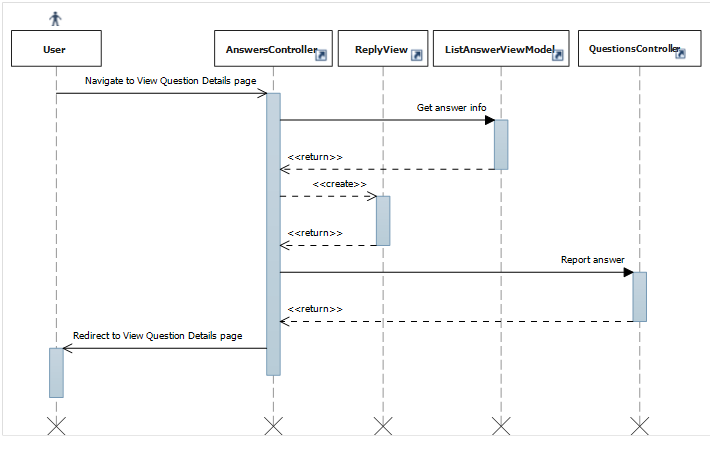 User
AnswersController
ReplyView
ListAnswerViewModel
QuestionsController
Navigate to View Question Details page
Get answer info
<<return>>
<<create>>
<<return>>
Report answer
<<return>>
Redirect to View Question Details page